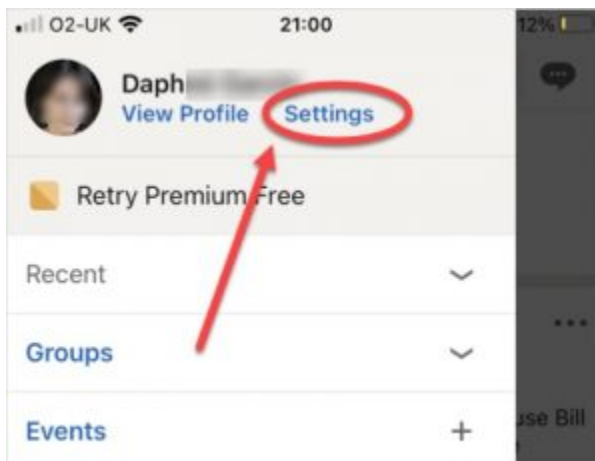 O2-UK 21:00 12%
Daph
View Profile Settings
Retry Premium Free
Recent
Groups
Events
use Bill